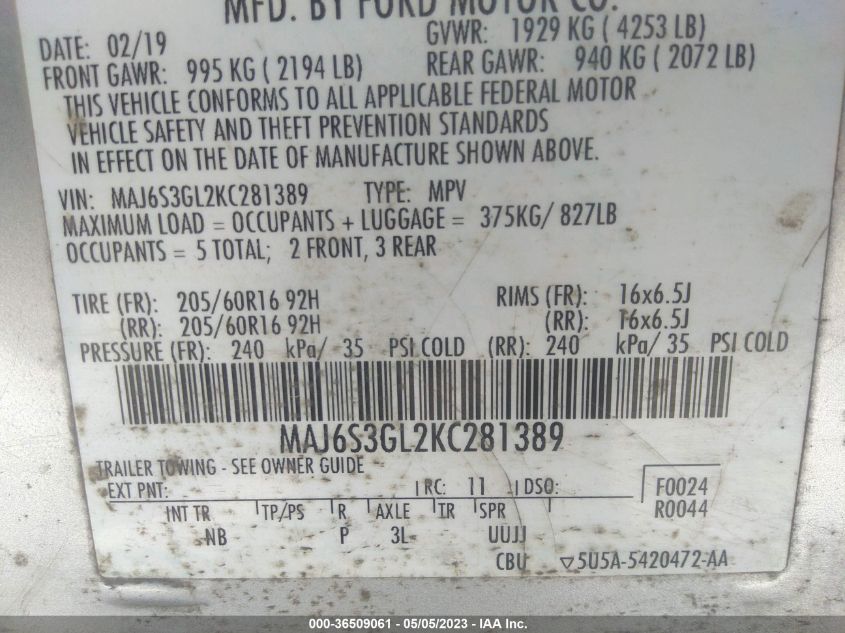 MFD. BY FORD MOTOR CO.
DATE: 02/19 GVWR: 1929 KG ( 4253 LB)
FRONT GAWR: 995 KG ( 2194 LB) REAR GAWR: 940 KG ( 2072 LB)
THIS VEHICLE CONFORMS TO ALL APPLICABLE FEDERAL MOTOR
VEHICLE SAFETY AND THEFT PREVENTION STANDARDS
IN EFFECT ON THE DATE OF MANUFACTURE SHOWN ABOVE.
VIN: MAJ6S3GL2KC281389 TYPE: MPV
MAXIMUM LOAD = OCCUPANTS + LUGGAGE = 375KG/ 827LB
OCCUPANTS = 5 TOTAL; 2 FRONT, 3 REAR
TIRE (FR): 205/60R16 92H RIMS (FR): 16x6.5J
(RR): 205/60R16 92H (RR): 16x6.5J
PRESSURE (FR): 240 kPa/ 35 PSI COLD (RR): 240 kPa/ 35 PSI COLD
MAJ6S3GL2KC281389
TRAILER TOWING - SEE OWNER GUIDE
EXT PNT: RC: 11 DSO: F0024
INT TR TP/PS R AXLE TR SPR R0044
NB P 3L UUJJ
CBU ▽5U5A-5420472-AA
000-36509061 - 05/05/2023 - IAA Inc.